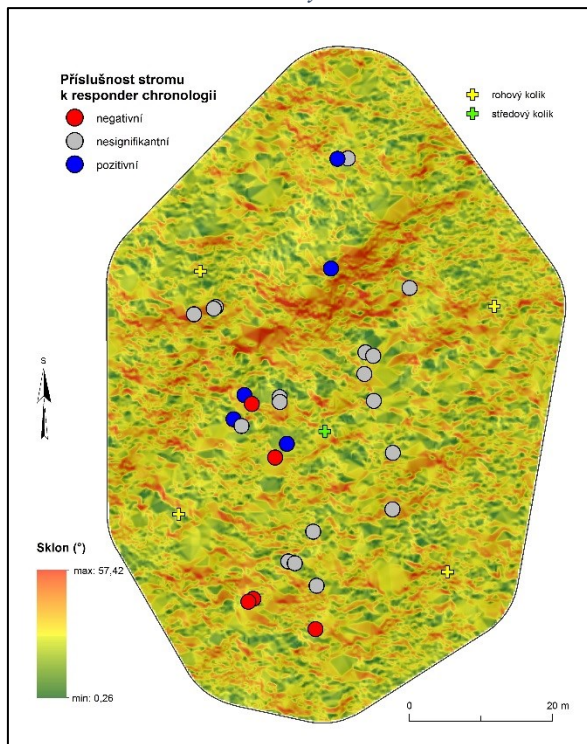 Příslušnost stromu
k responder chronologii
negativní
nesignifikantní
pozitivní
rohový kolík
středový kolík
S
Sklon (°)
max: 57,42
min: 0,26
0
20 m